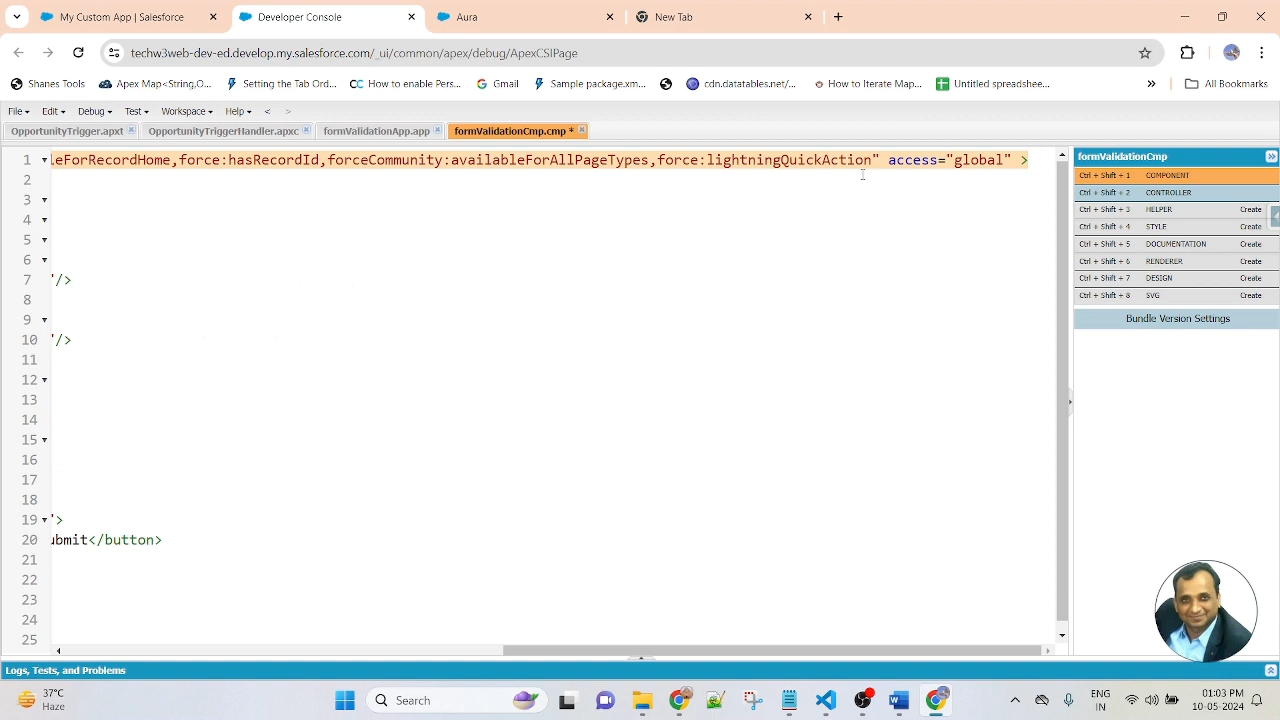 My Custom App | Salesforce
Developer Console
Aura
New Tab
techw3web-dev-ed.develop.my.salesforce.com/_ui/common/apex/debug/ApexCSIPage
Shanes Tools
Apex Map - String,O...
Setting the Tab Ord...
CC How to enable Pers...
Gmail
Sample package.xm...
cdn.datatables.net/...
How to Iterate Map...
Untitled spreadshee...
All Bookmarks
File
Edit
Debug
Test
Workspace
Help
<
>
OpportunityTrigger.apxt
OpportunityTriggerHandler.apxc
formValidationApp.app
formValidationCmp.cmp *
1 leForRecordHome,force:hasRecordId,forceCommunity:availableForAllPageTypes,force:lightningQuickAction" access="global" >
2
3
4
5
6
7 "/>
8
9
10 "/>
11
12
13
14
15
16
17
18
19 ">
20 ubmit</button>
21
22
23
24
25
formValidationCmp
Ctrl + Shift + 1 COMPONENT
Ctrl + Shift + 2 CONTROLLER
Ctrl + Shift + 3 HELPER Create
Ctrl + Shift + 4 STYLE Create
Ctrl + Shift + 5 DOCUMENTATION Create
Ctrl + Shift + 6 RENDERER Create
Ctrl + Shift + 7 DESIGN Create
Ctrl + Shift + 8 SVG Create
Bundle Version Settings
Logs, Tests, and Problems
37°C
Haze
Search
ENG
IN
01:03 PM
10-05-2024